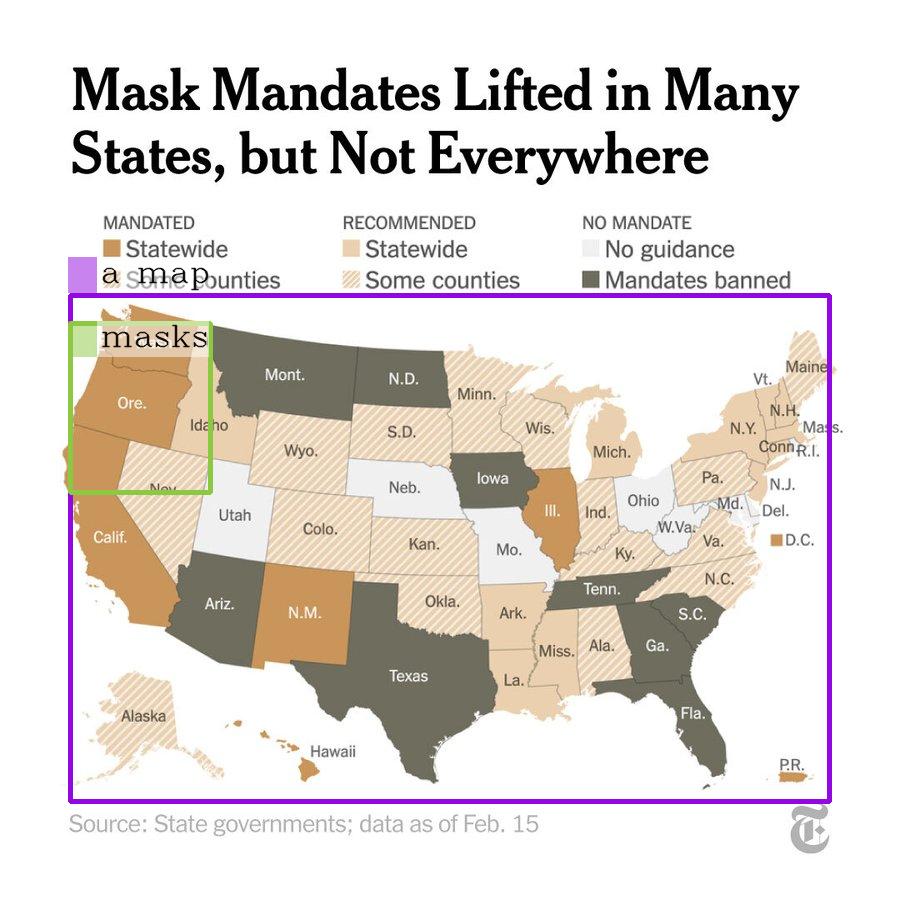 Mask Mandates Lifted in Many
States, but Not Everywhere
MANDATED RECOMMENDED NO MANDATE
Statewide Statewide No guidance
Some counties Some counties Mandates banned
a map
masks
Maine
Vt.
Mont.
N.D.
Minn.
Ore.
N.H.
Idaho
S.D.
Wis.
N.Y.
Mass.
Wyo.
Mich.
Conn.
R.I.
Iowa
Pa.
Nev.
Neb.
Ohio
N.J.
Utah
Ill.
Ind.
Md.
Del.
Calif.
Colo.
Kan.
Mo.
W.Va.
Va.
D.C.
Ky.
Ariz.
N.M.
Okla.
Ark.
Tenn.
N.C.
S.C.
Texas
La.
Miss.
Ala.
Ga.
Alaska
Fla.
Hawaii
P.R.
Source: State governments; data as of Feb. 15
T